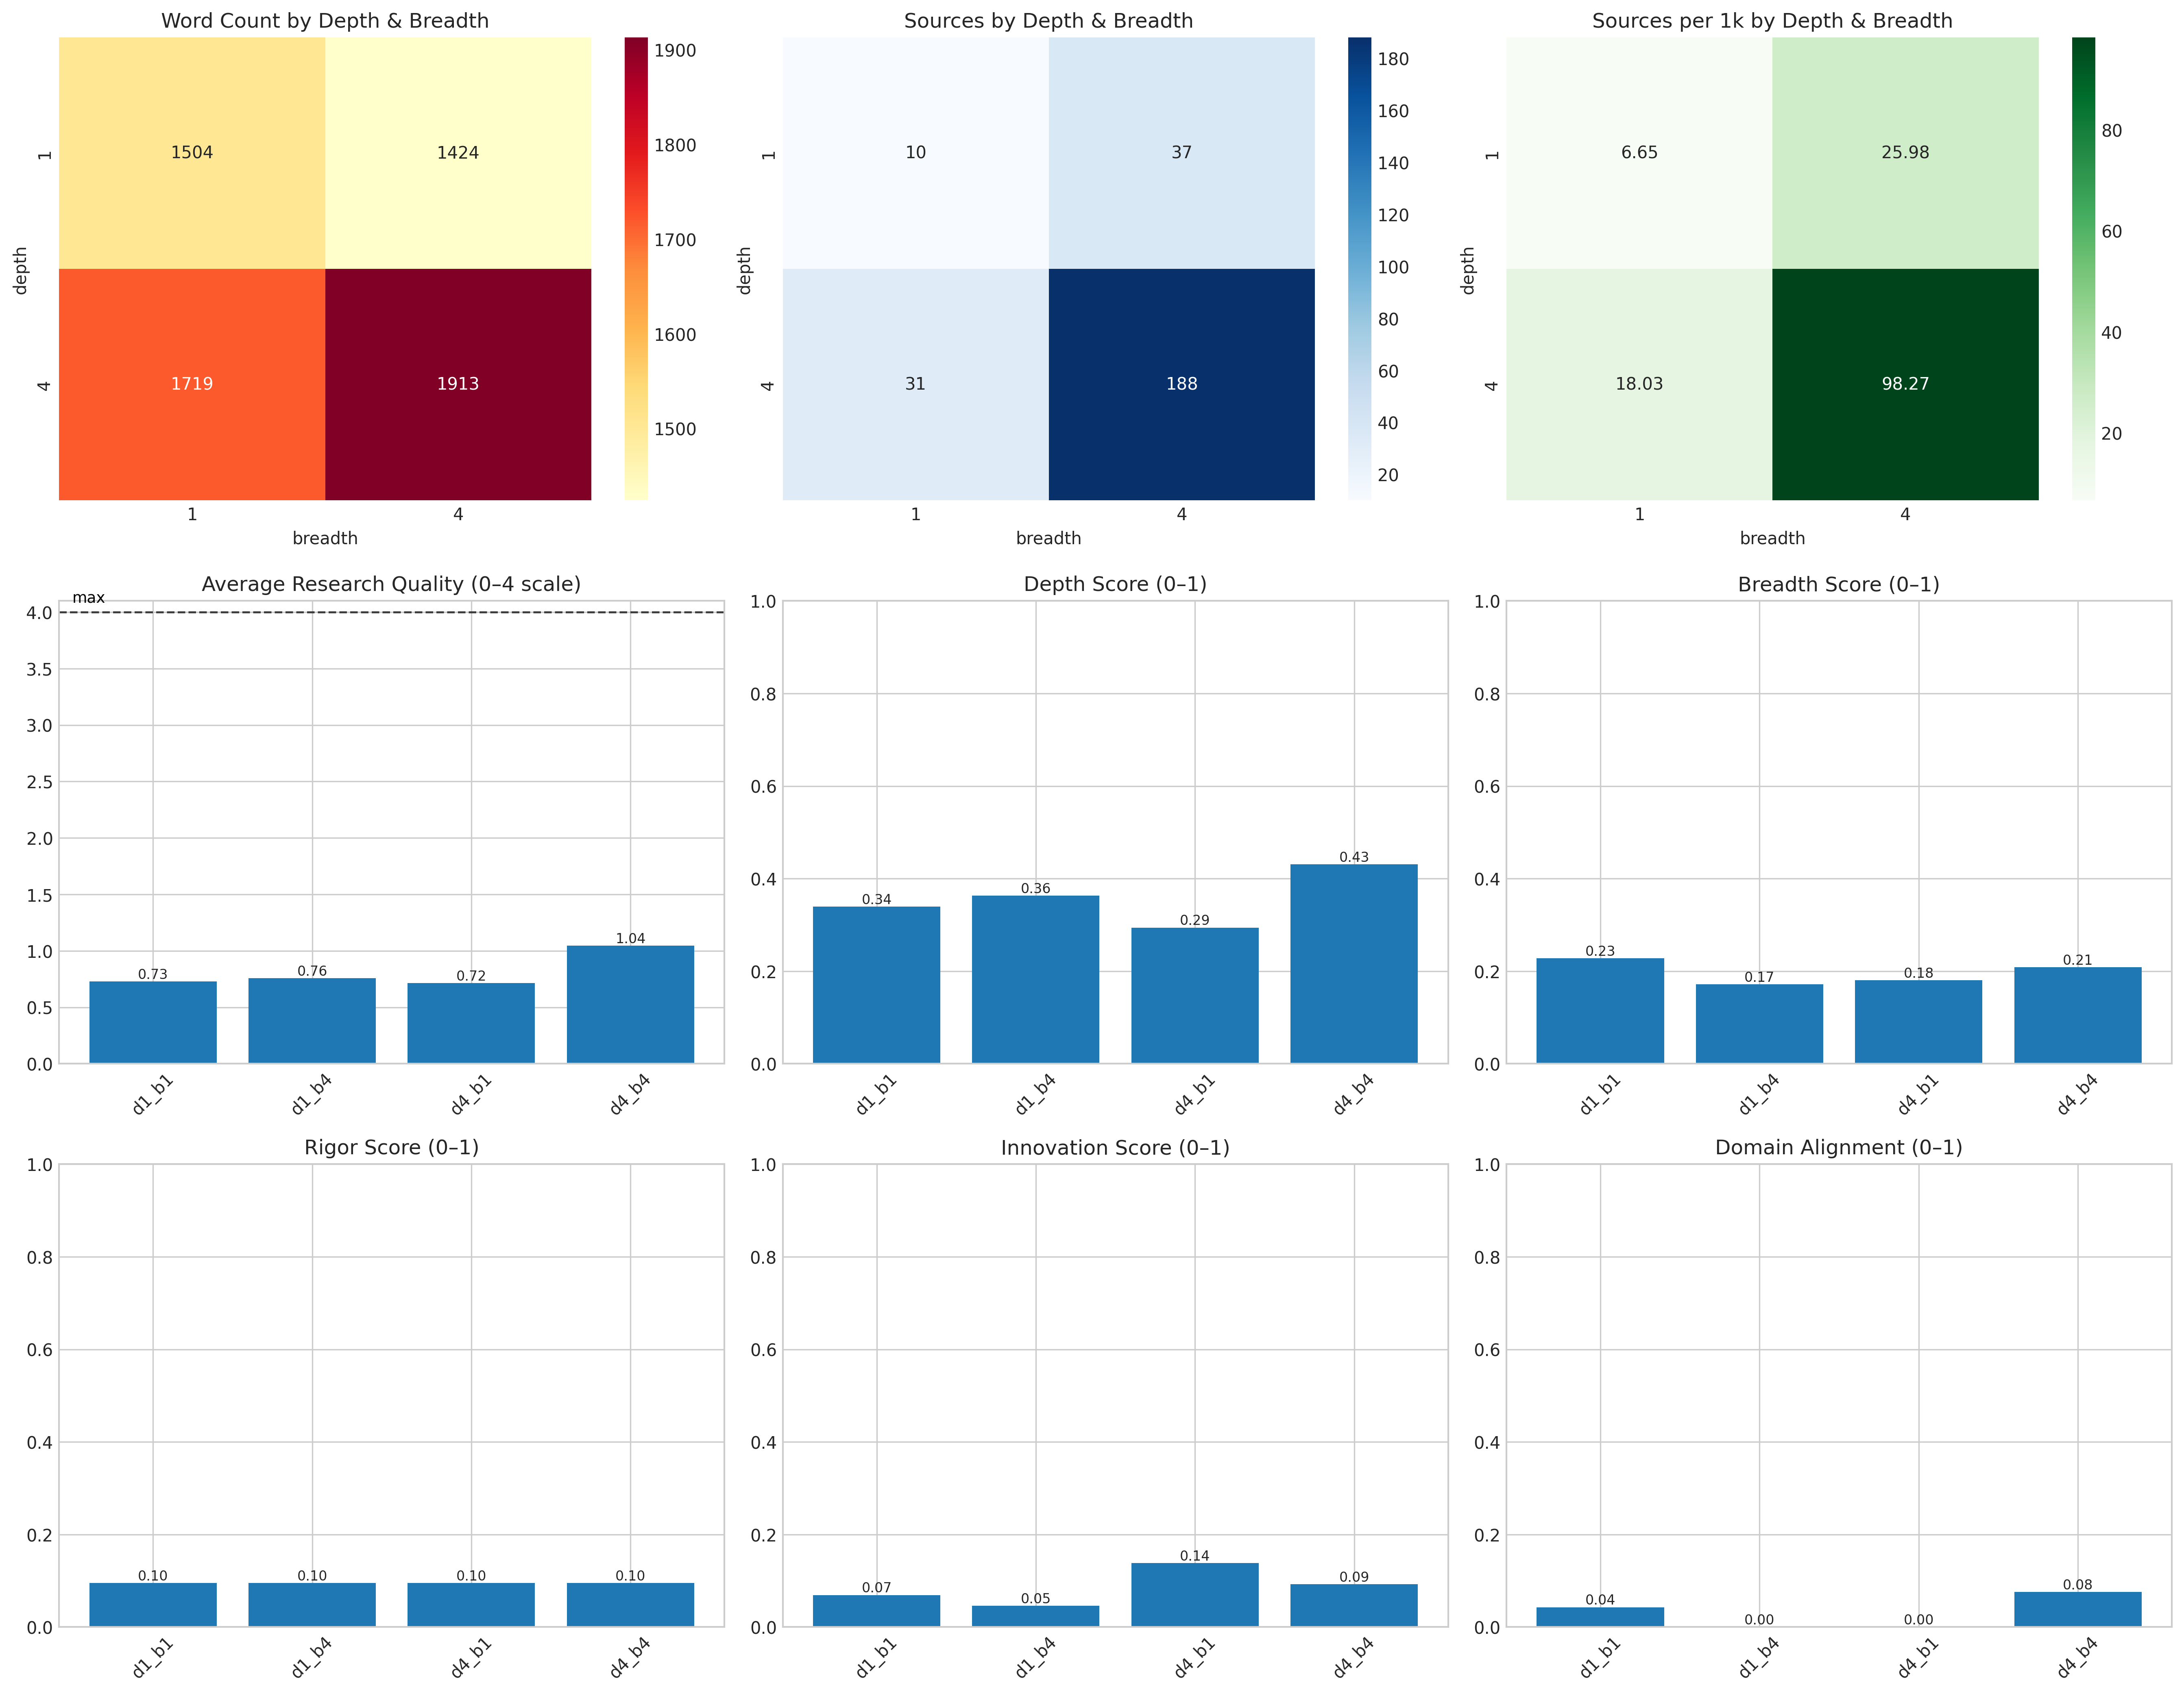 Word Count by Depth & Breadth
1504 1424
1719 1913
1
4
depth
1 4
breadth
1900
1800
1700
1600
1500
Sources by Depth & Breadth
10 37
31 188
1
4
depth
1 4
breadth
180
160
140
120
100
80
60
40
20
Sources per 1k by Depth & Breadth
6.65 25.98
18.03 98.27
1
4
depth
1 4
breadth
80
60
40
20
Average Research Quality (0–4 scale)
max
4.0
3.5
3.0
2.5
2.0
1.5
1.0
0.5
0.0
0.73 0.76 0.72 1.04
d1_b1 d1_b4 d4_b1 d4_b4
Depth Score (0–1)
1.0
0.8
0.6
0.4
0.2
0.0
0.34 0.36 0.29 0.43
d1_b1 d1_b4 d4_b1 d4_b4
Breadth Score (0–1)
1.0
0.8
0.6
0.4
0.2
0.0
0.23 0.17 0.18 0.21
d1_b1 d1_b4 d4_b1 d4_b4
Rigor Score (0–1)
1.0
0.8
0.6
0.4
0.2
0.0
0.10 0.10 0.10 0.10
d1_b1 d1_b4 d4_b1 d4_b4
Innovation Score (0–1)
1.0
0.8
0.6
0.4
0.2
0.0
0.07 0.05 0.14 0.09
d1_b1 d1_b4 d4_b1 d4_b4
Domain Alignment (0–1)
1.0
0.8
0.6
0.4
0.2
0.0
0.04 0.00 0.00 0.08
d1_b1 d1_b4 d4_b1 d4_b4